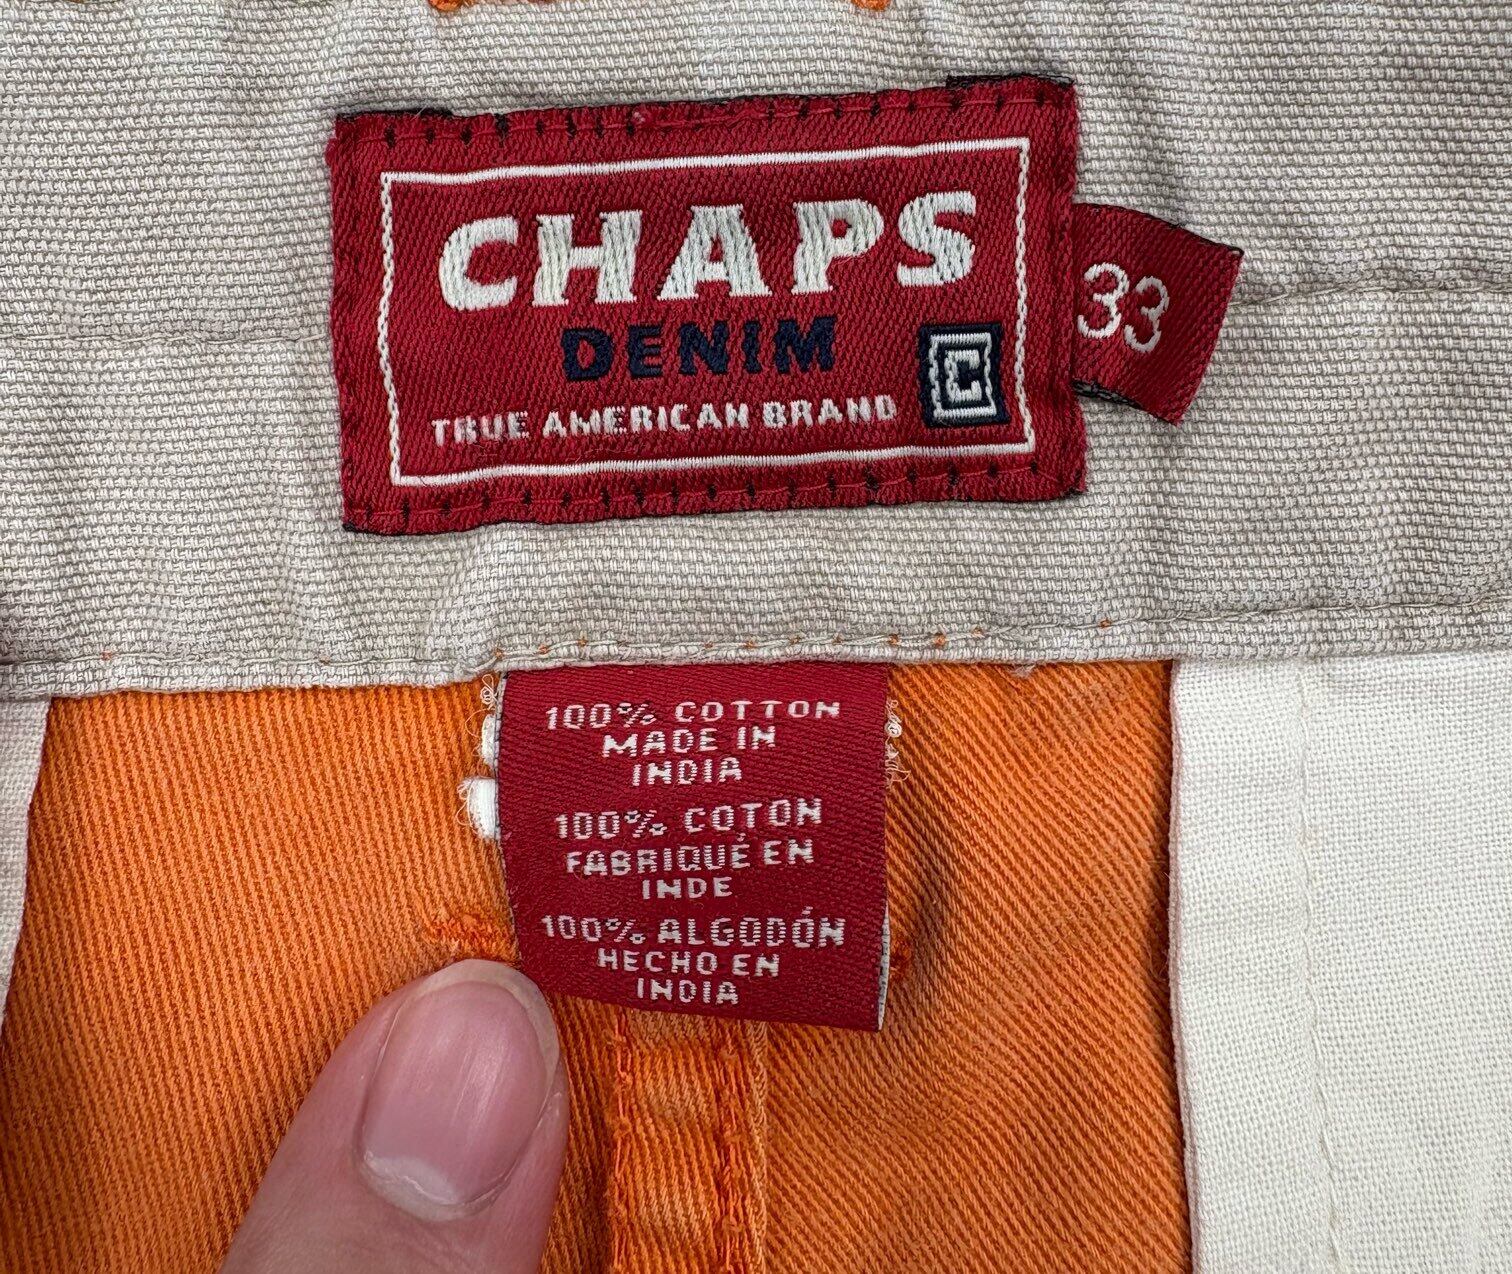 CHAPS
DENIM
TRUE AMERICAN BRAND
C
33
100% COTTON
MADE IN
INDIA
100% COTON
FABRIQUÉ EN
INDE
100% ALGODÓN
HECHO EN
INDIA